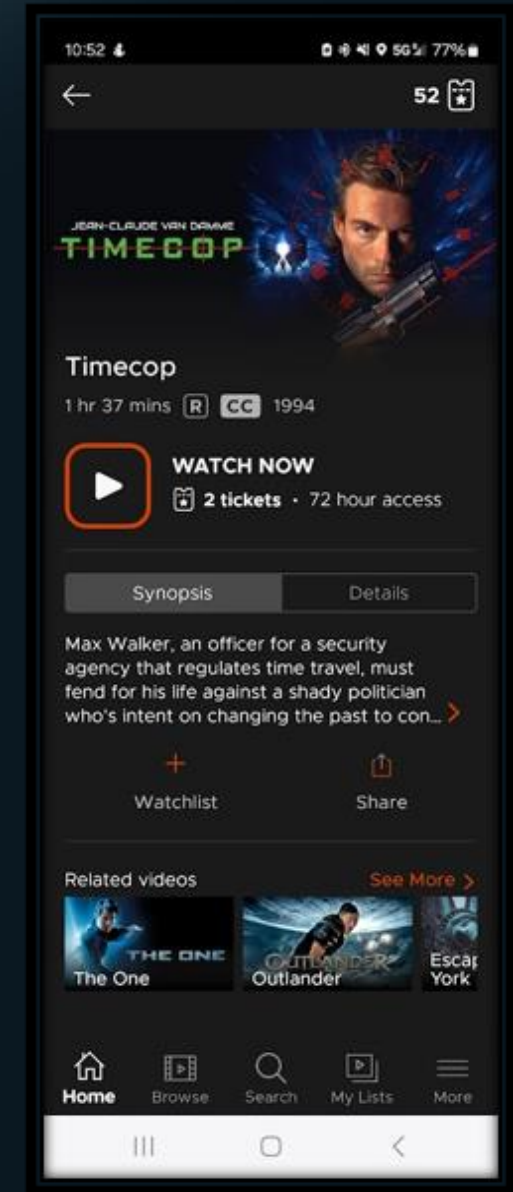 10:52 5G 77%
52
JEAN-CLAUDE VAN DAMME
TIMECOP
Timecop
1 hr 37 mins R CC 1994
WATCH NOW
2 tickets · 72 hour access
Synopsis Details
Max Walker, an officer for a security
agency that regulates time travel, must
fend for his life against a shady politician
who's intent on changing the past to con...
Watchlist Share
Related videos See More
THE ONE
OUTLANDER
The One Outlander Escap
York
Home Browse Search My Lists More